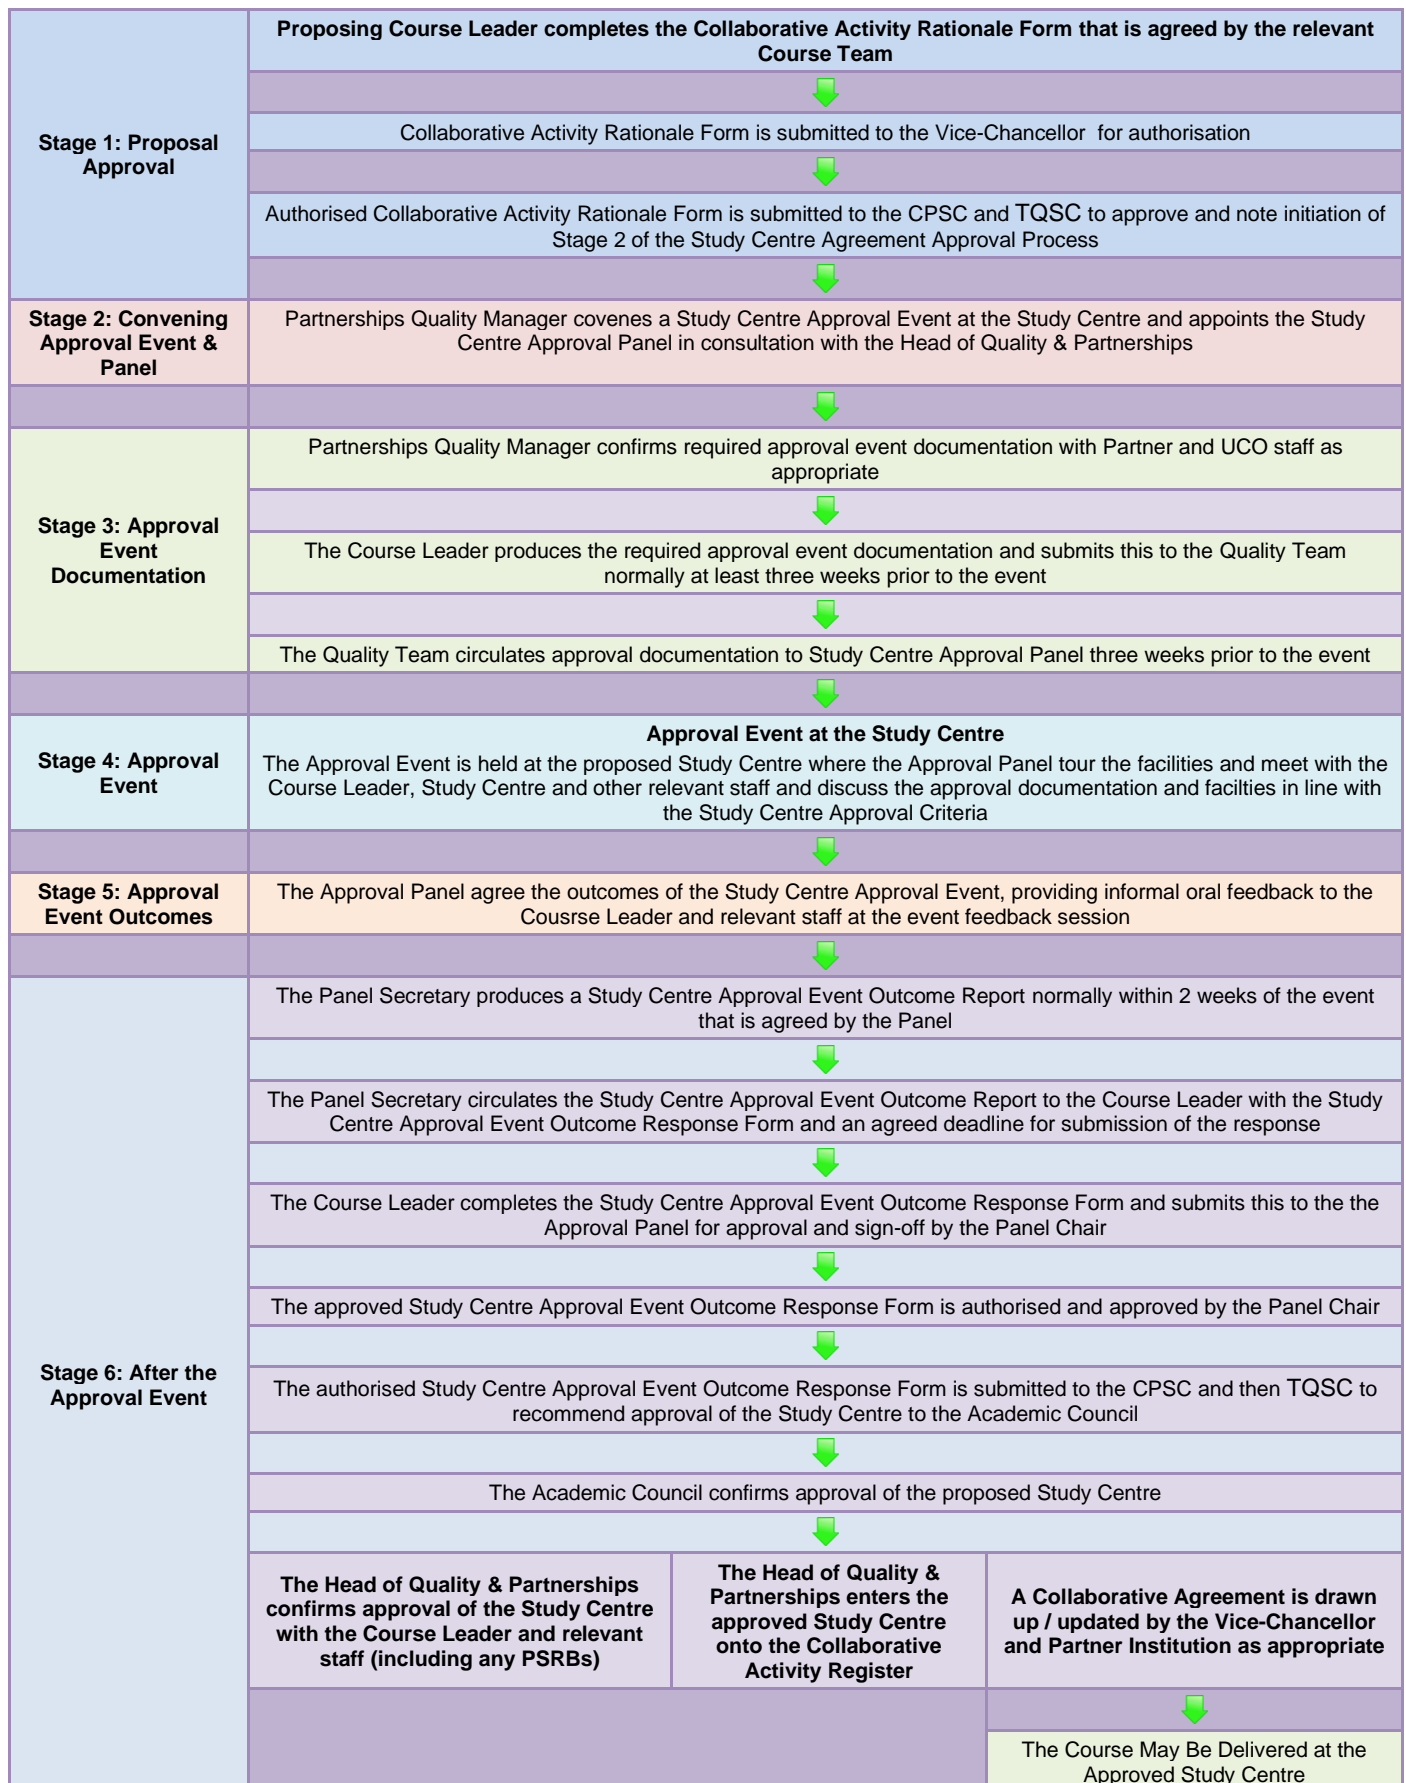 Proposing Course Leader completes the Collaborative Activity Rationale Form that is agreed by the relevant
Course Team
Stage 1: Proposal
Approval
Collaborative Activity Rationale Form is submitted to the Vice-Chancellor for authorisation
Authorised Collaborative Activity Rationale Form is submitted to the CPSC and TQSC to approve and note initiation of
Stage 2 of the Study Centre Agreement Approval Process
Stage 2: Convening
Approval Event &
Panel
Partnerships Quality Manager covenes a Study Centre Approval Event at the Study Centre and appoints the Study
Centre Approval Panel in consultation with the Head of Quality & Partnerships
Stage 3: Approval
Event
Documentation
Partnerships Quality Manager confirms required approval event documentation with Partner and UCO staff as
appropriate
The Course Leader produces the required approval event documentation and submits this to the Quality Team
normally at least three weeks prior to the event
The Quality Team circulates approval documentation to Study Centre Approval Panel three weeks prior to the event
Stage 4: Approval
Event
Approval Event at the Study Centre
The Approval Event is held at the proposed Study Centre where the Approval Panel tour the facilities and meet with the
Course Leader, Study Centre and other relevant staff and discuss the approval documentation and facilties in line with
the Study Centre Approval Criteria
Stage 5: Approval
Event Outcomes
The Approval Panel agree the outcomes of the Study Centre Approval Event, providing informal oral feedback to the
Cousrse Leader and relevant staff at the event feedback session
Stage 6: After the
Approval Event
The Panel Secretary produces a Study Centre Approval Event Outcome Report normally within 2 weeks of the event
that is agreed by the Panel
The Panel Secretary circulates the Study Centre Approval Event Outcome Report to the Course Leader with the Study
Centre Approval Event Outcome Response Form and an agreed deadline for submission of the response
The Course Leader completes the Study Centre Approval Event Outcome Response Form and submits this to the the
Approval Panel for approval and sign-off by the Panel Chair
The approved Study Centre Approval Event Outcome Response Form is authorised and approved by the Panel Chair
The authorised Study Centre Approval Event Outcome Response Form is submitted to the CPSC and then TQSC to
recommend approval of the Study Centre to the Academic Council
The Academic Council confirms approval of the proposed Study Centre
The Head of Quality & Partnerships
confirms approval of the Study Centre
with the Course Leader and relevant
staff (including any PSRBs)
The Head of Quality &
Partnerships enters the
approved Study Centre
onto the Collaborative
Activity Register
A Collaborative Agreement is drawn
up / updated by the Vice-Chancellor
and Partner Institution as appropriate
The Course May Be Delivered at the
Approved Study Centre